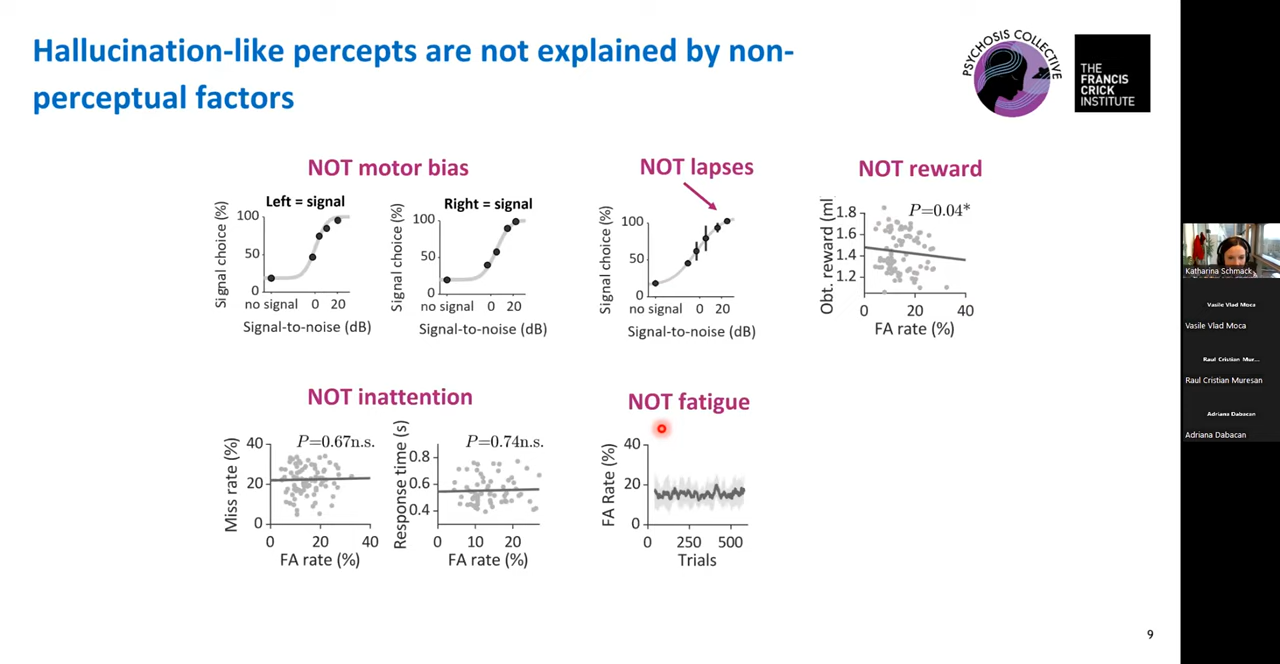 Hallucination-like percepts are not explained by non-
perceptual factors
PSYCHOSIS COLLECTIVE
THE
FRANCIS
CRICK
INSTITUTE
NOT motor bias
Left = signal
Signal choice (%)
100
50
0
no signal 0 20
Signal-to-noise (dB)
Right = signal
Signal choice (%)
100
50
0
no signal 0 20
Signal-to-noise (dB)
NOT lapses
Signal choice (%)
100
50
0
no signal 0 20
Signal-to-noise (dB)
NOT reward
P=0.04*
Obt. reward (ml
1.8
1.6
1.4
1.2
0 20 40
FA rate (%)
NOT inattention
P=0.67n.s.
Miss rate (%)
40
20
0
0 20 40
FA rate (%)
P=0.74n.s.
Response time (s)
0.8
0.6
0.4
0 10 20
FA rate (%)
NOT fatigue
FA Rate (%)
40
20
0
0 250 500
Trials
9
Katharina Schmack
Vasile Vlad Moca
Vasile Vlad Moca
Raul Cristian Mur...
Raul Cristian Muresan
Adriana Dabacan
Adriana Dabacan